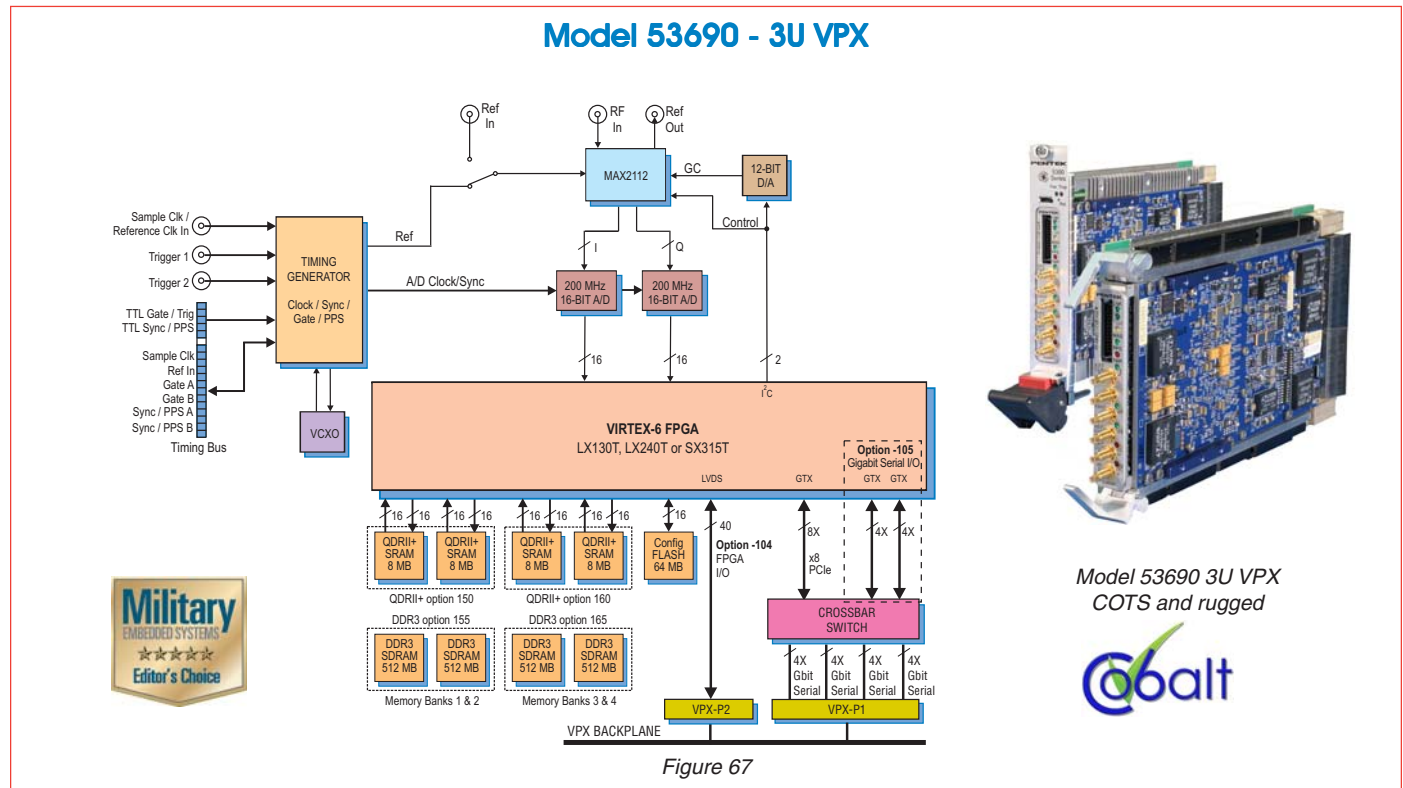 Model 53690 - 3U VPX
Ref
In
RF
In
Ref
Out
MAX2112
GC
12-BIT
D/A
Control
Sample Clk /
Reference Clk In
Trigger 1
Trigger 2
TTL Gate / Trig
TTL Sync / PPS
Sample Clk
Ref In
Gate A
Gate B
Sync / PPS A
Sync / PPS B
Timing Bus
TIMING
GENERATOR
Clock / Sync /
Gate / PPS
VCXO
Ref
A/D Clock/Sync
I
Q
200 MHz
16-BIT A/D
200 MHz
16-BIT A/D
16
16
2
I2C
VIRTEX-6 FPGA
LX130T, LX240T or SX315T
Option -105
Gigabit Serial I/O
LVDS
GTX
GTX
GTX
16
16
16
16
16
16
16
16
16
40
8X
4X
4X
QDRII+
SRAM
8 MB
QDRII+
SRAM
8 MB
QDRII+
SRAM
8 MB
QDRII+
SRAM
8 MB
Config
FLASH
64 MB
Option -104
FPGA
I/O
x8
PCIe
QDRII+ option 150
QDRII+ option 160
DDR3 option 155
DDR3 option 165
DDR3
SDRAM
512 MB
DDR3
SDRAM
512 MB
DDR3
SDRAM
512 MB
DDR3
SDRAM
512 MB
Memory Banks 1 & 2
Memory Banks 3 & 4
CROSSBAR
SWITCH
4X
Gbit
Serial
4X
Gbit
Serial
4X
Gbit
Serial
4X
Gbit
Serial
VPX-P2
VPX-P1
VPX BACKPLANE
Figure 67
Military
EMBEDDED SYSTEMS
Editor's Choice
PENTEK
Model 53690 3U VPX
COTS and rugged
Cobalt